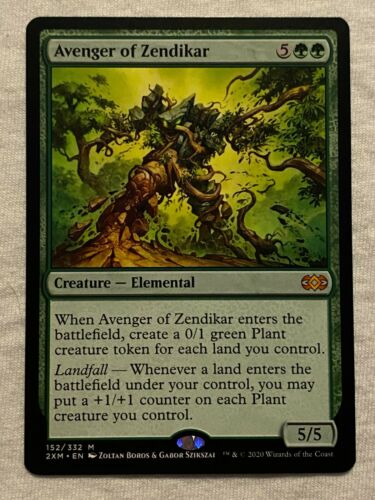 Avenger of Zendikar 5
Creature — Elemental
When Avenger of Zendikar enters the
battlefield, create a 0/1 green Plant
creature token for each land you control.
Landfall — Whenever a land enters the
battlefield under your control, you may
put a +1/+1 counter on each Plant
creature you control.
5/5
152/332 M
2XM • EN Zoltan Boros & Gabor Szikszai ™ & © 2020 Wizards of the Coast